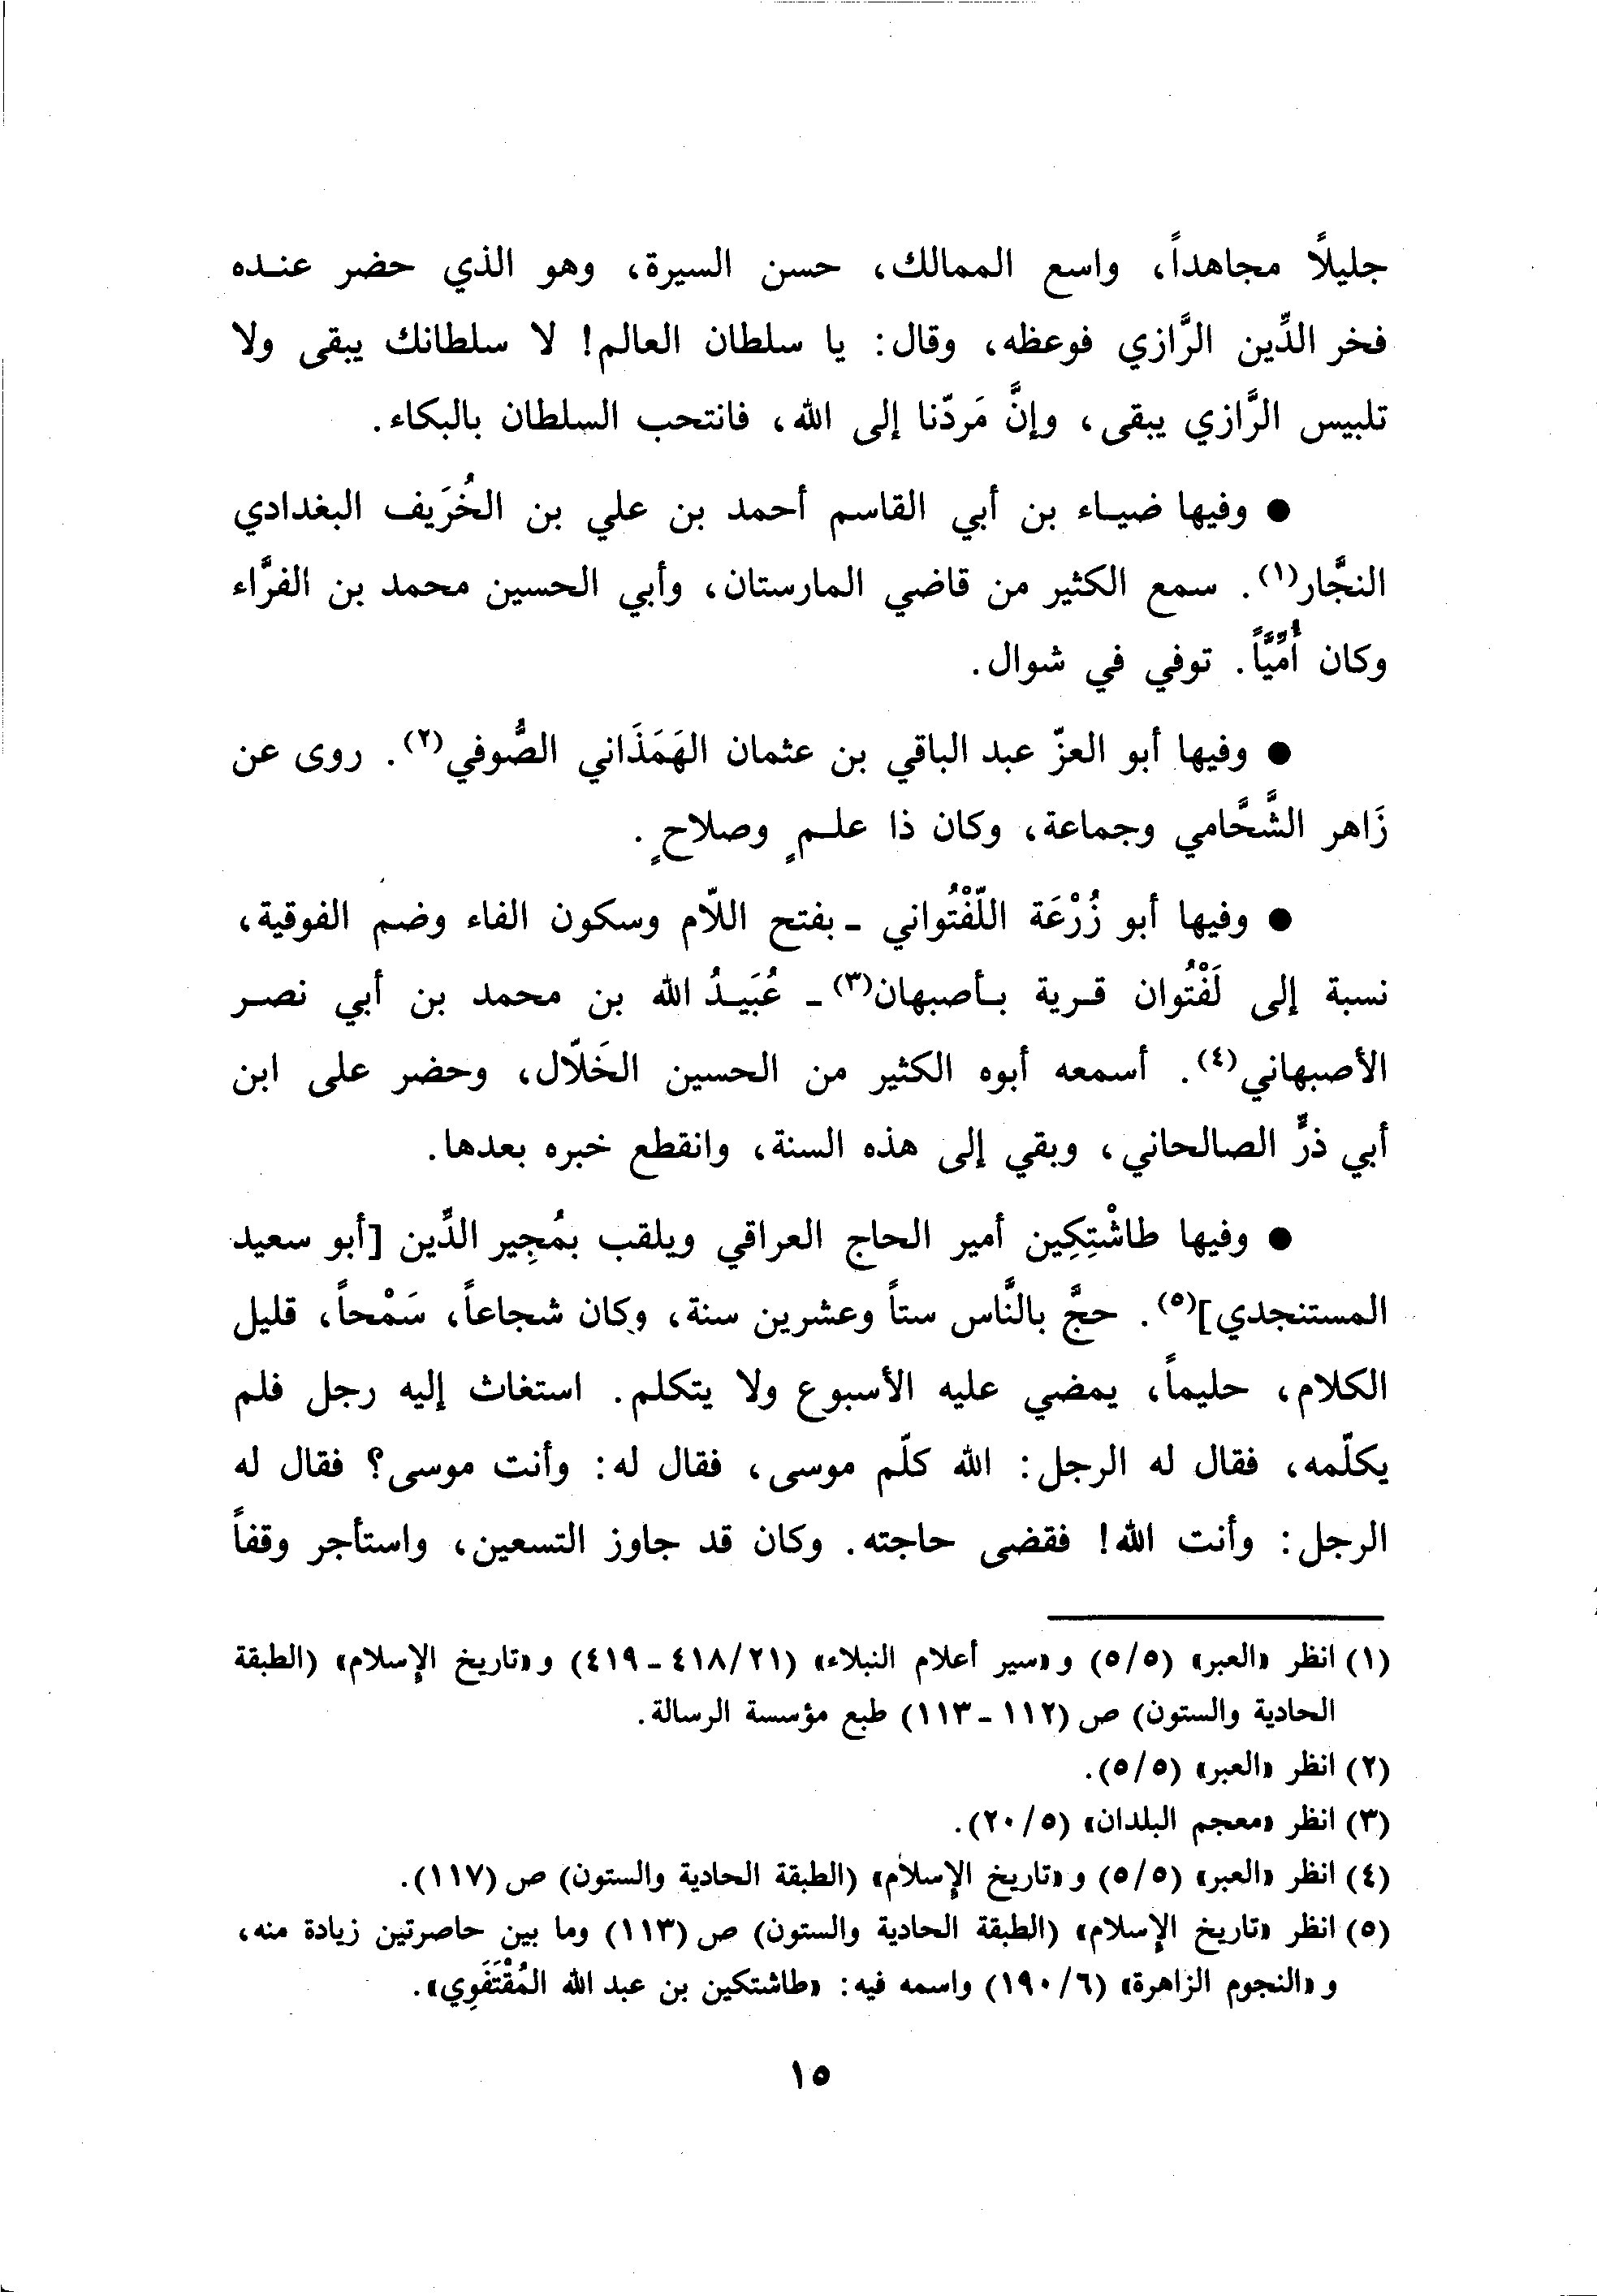 جليلاً مجاهداً، واسع الممالك، حسن السيرة، وهو الذي حضر عنده
فخر الدِّين الرَّازي فوعظه، وقال: يا سلطان العالم! لا سلطانك يبقى ولا
تلبيس الرَّازي يبقى، وإنَّ مَردّنا إلى الله، فانتحب السلطان بالبكاء.
● وفيها ضياء بن أبي القاسم أحمد بن علي بن الخُرَيف البغدادي
النجَّار(١). سمع الكثير من قاضي المارستان، وأبي الحسين محمد بن الفرَّاء
وكان أُمِّيَّاً. توفي في شوال.
● وفيها أبو العزّ عبد الباقي بن عثمان الهَمَذَاني الصُّوفي(٢). روى عن
زَاهر الشَّحَّامي وجماعة، وكان ذا علمٍ وصلاحٍ.
● وفيها أبو زُرْعَة اللَّفْتُواني - بفتح اللّام وسكون الفاء وضم الفوقية،
نسبة إلى لَفْتُوان قرية بأصبهان(٣) - عُبَيدُ الله بن محمد بن أبي نصر
الأصبهاني(٤). أسمعه أبوه الكثير من الحسين الخَلّال، وحضر على ابن
أبي ذرٍّ الصالحاني، وبقي إلى هذه السنة، وانقطع خبره بعدها.
● وفيها طاشْتِكِين أمير الحاج العراقي ويلقب بمُجِير الدِّين [أبو سعيد
المستنجدي](٥). حجَّ بالنَّاس ستاً وعشرين سنة، وكان شجاعاً، سَمْحاً، قليل
الكلام، حليماً، يمضي عليه الأسبوع ولا يتكلم. استغاث إليه رجل فلم
يكلّمه، فقال له الرجل: الله كلّم موسى، فقال له: وأنت موسى؟ فقال له
الرجل: وأنت الله! فقضى حاجته. وكان قد جاوز التسعين، واستأجر وقفاً
(١) انظر «العبر» (٥/٥) و«سير أعلام النبلاء» (٢١/ ٤١٨ - ٤١٩) و«تاريخ الإسلام» (الطبقة
الحادية والستون) ص (١١٢ - ١١٣) طبع مؤسسة الرسالة.
(٢) انظر «العبر» (٥/٥).
(٣) انظر «معجم البلدان» (٥/ ٢٠).
(٤) انظر «العبر» (٥/٥) و«تاريخ الإسلام» (الطبقة الحادية والستون) ص (١١٧).
(٥) انظر «تاريخ الإسلام» (الطبقة الحادية والستون) ص (١١٣) وما بين حاصرتين زيادة منه،
و«النجوم الزاهرة» (٦/ ١٩٠) واسمه فيه: «طاشتكين بن عبد الله المُقْتَفَوِي».
١٥